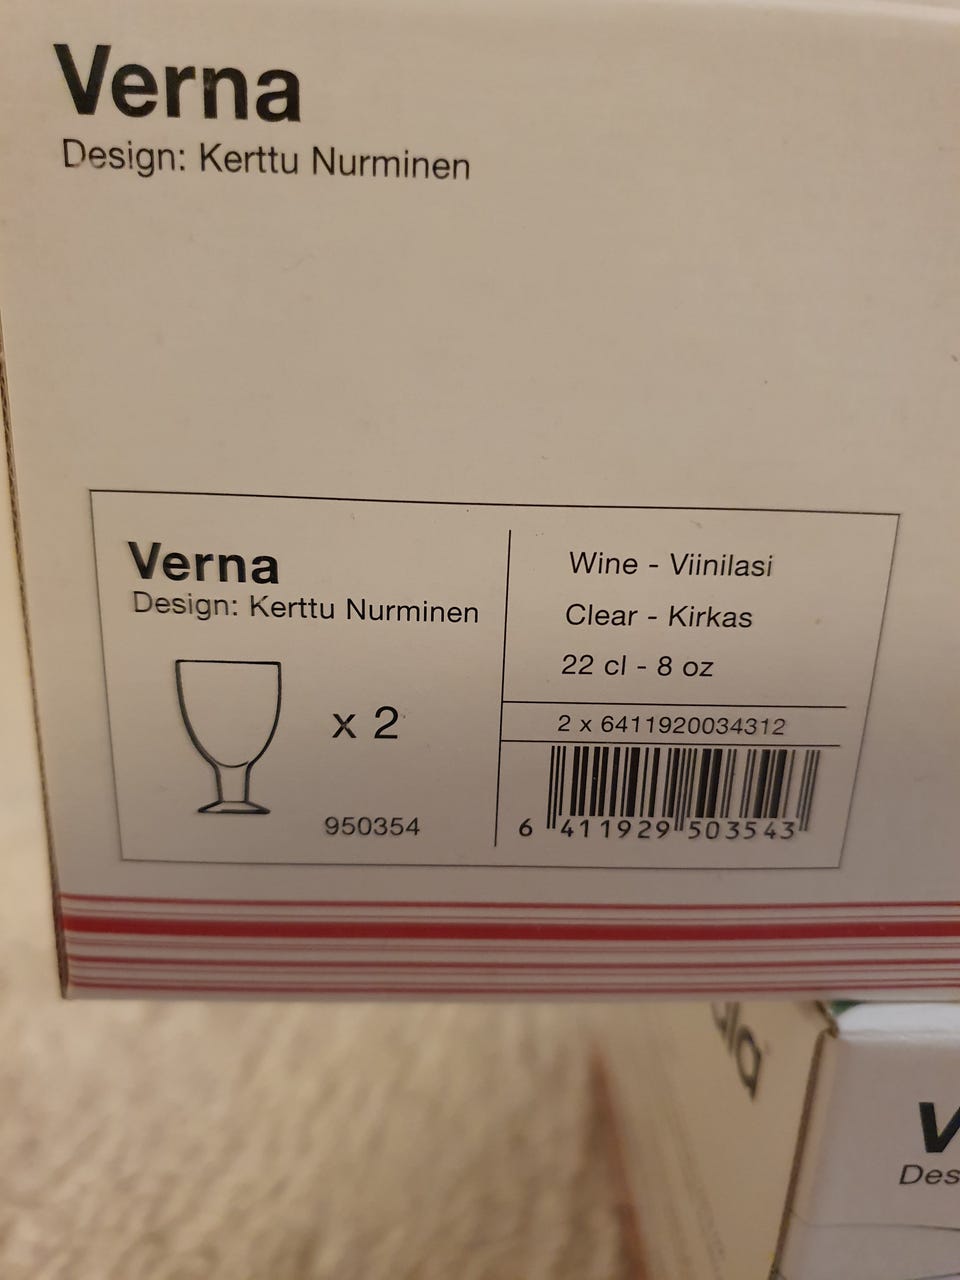 Verna
Design: Kerttu Nurminen
Verna
Design: Kerttu Nurminen
x 2
950354
Wine - Viinilasi
Clear - Kirkas
22 cl - 8 oz
2 x 6411920034312
6 411929 503543